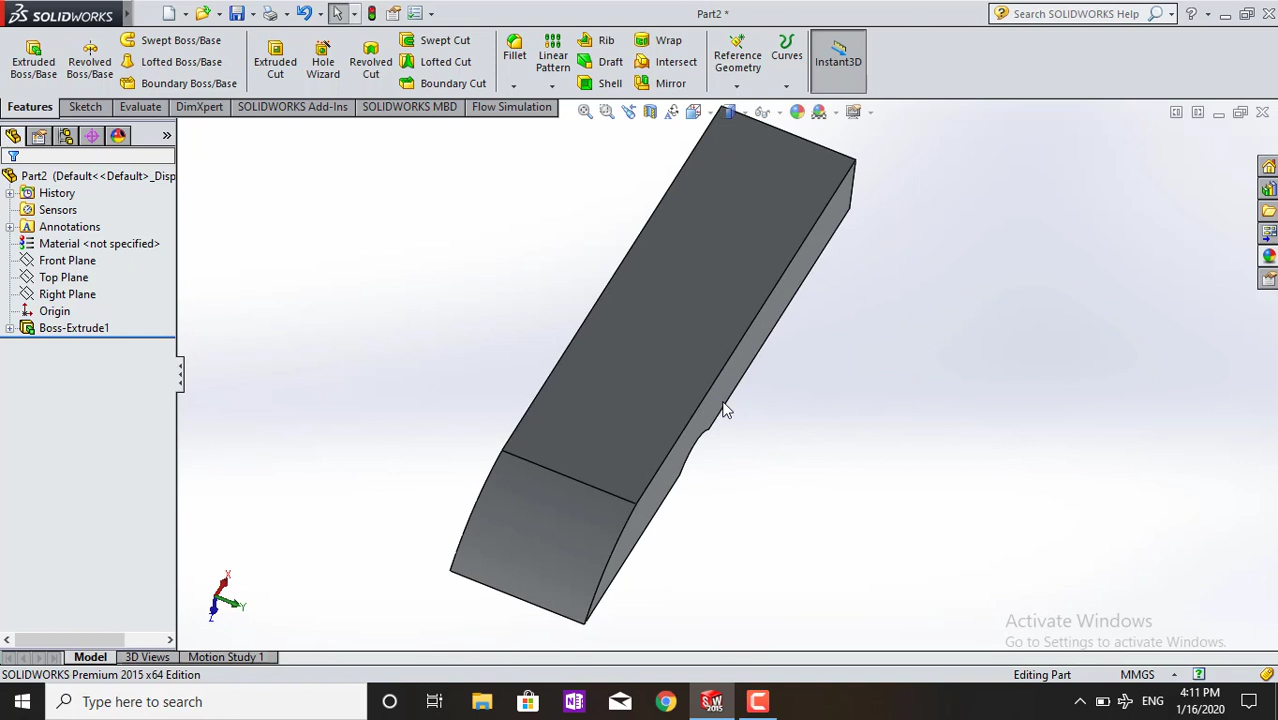 SOLIDWORKS
Part2 *
Search SOLIDWORKS Help
Extruded Boss/Base
Revolved Boss/Base
Swept Boss/Base
Lofted Boss/Base
Boundary Boss/Base
Extruded Cut
Hole Wizard
Revolved Cut
Swept Cut
Lofted Cut
Boundary Cut
Fillet
Linear Pattern
Rib
Draft
Shell
Wrap
Intersect
Mirror
Reference Geometry
Curves
Instant3D
Features Sketch Evaluate DimXpert SOLIDWORKS Add-Ins SOLIDWORKS MBD Flow Simulation
Part2 (Default<<Default>_Disp
History
Sensors
Annotations
Material <not specified>
Front Plane
Top Plane
Right Plane
Origin
Boss-Extrude1
X
Y
Z
Activate Windows
Go to Settings to activate Windows.
Model 3D Views Motion Study 1
SOLIDWORKS Premium 2015 x64 Edition Editing Part MMGS
Type here to search
ENG
4:11 PM
1/16/2020